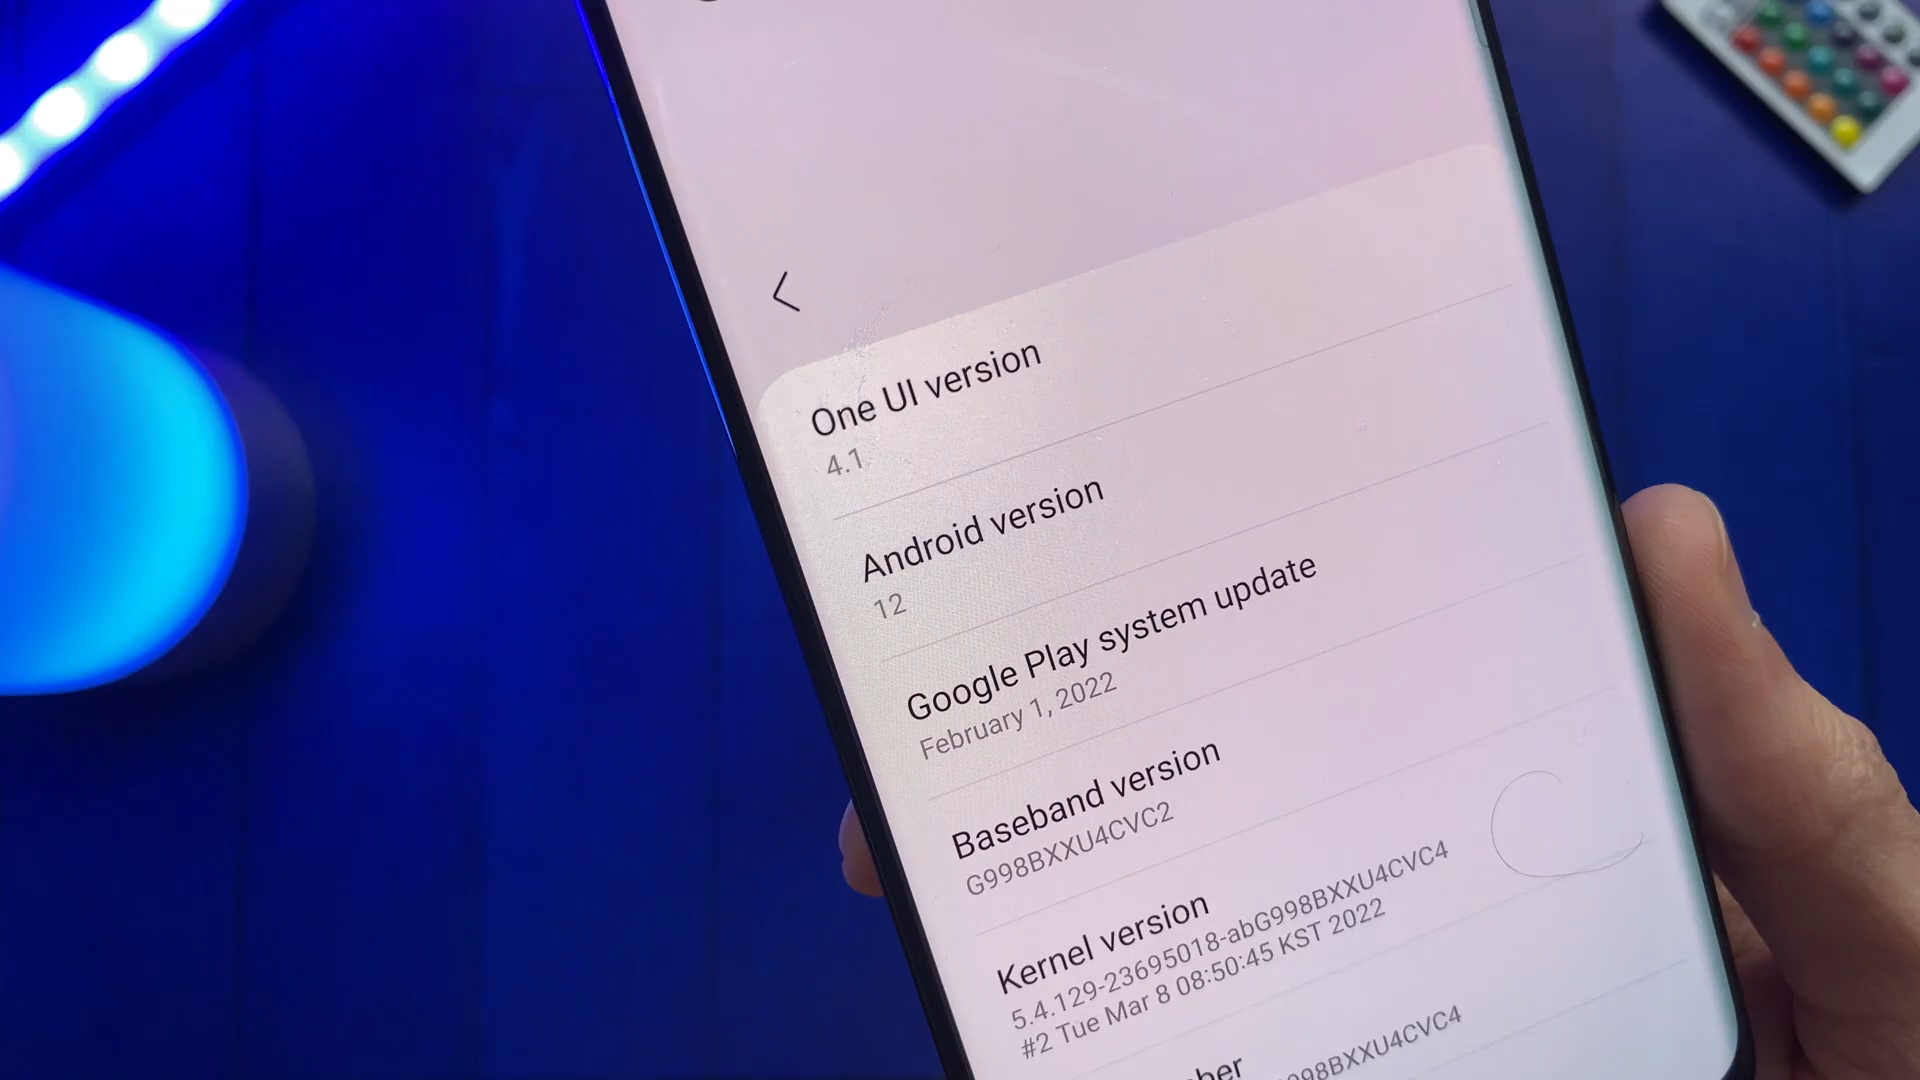 One UI version
4.1
Android version
12
Google Play system update
February 1, 2022
Baseband version
G998BXXU4CVC2
Kernel version
5.4.129-23695018-abG998BXXU4CVC4
#2 Tue Mar 8 08:50:45 KST 2022